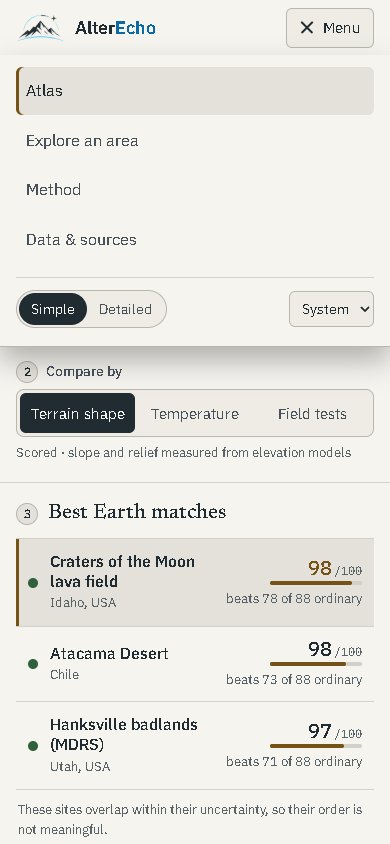 AlterEcho
Menu
Atlas
Explore an area
Method
Data & sources
Simple
Detailed
System
2 Compare by
Terrain shape
Temperature
Field tests
Scored · slope and relief measured from elevation models
3 Best Earth matches
Craters of the Moon
lava field
Idaho, USA
98 /100
beats 78 of 88 ordinary
Atacama Desert
Chile
98 /100
beats 73 of 88 ordinary
Hanksville badlands
(MDRS)
Utah, USA
97 /100
beats 71 of 88 ordinary
These sites overlap within their uncertainty, so their order is
not meaningful.